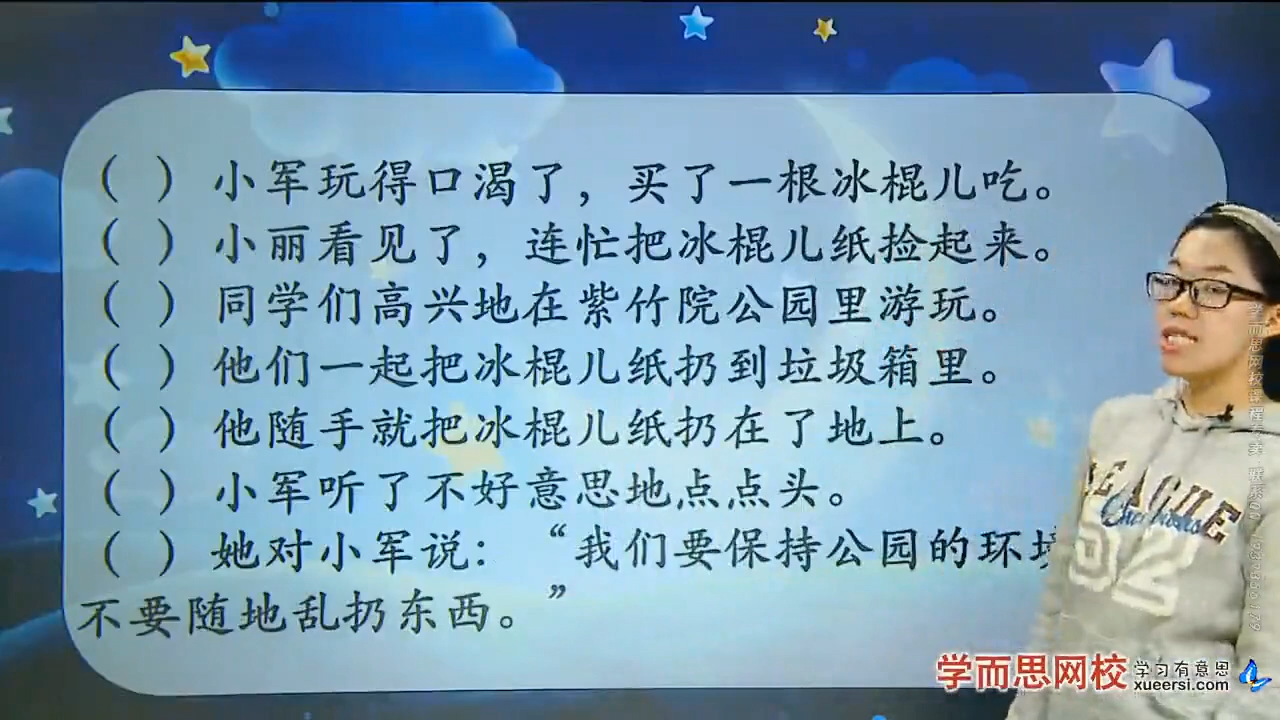 （ ）小军玩得口渴了，买了一根冰棍儿吃。
（ ）小丽看见了，连忙把冰棍儿纸捡起来。
（ ）同学们高兴地在紫竹院公园里游玩。
（ ）他们一起把冰棍儿纸扔到垃圾箱里。
（ ）他随手就把冰棍儿纸扔在了地上。
（ ）小军听了不好意思地点点头。
（ ）她对小军说：“我们要保持公园的环境
不要随地乱扔东西。”
LEAGUE
02
学而思网校 学习有意思
xueersi.com